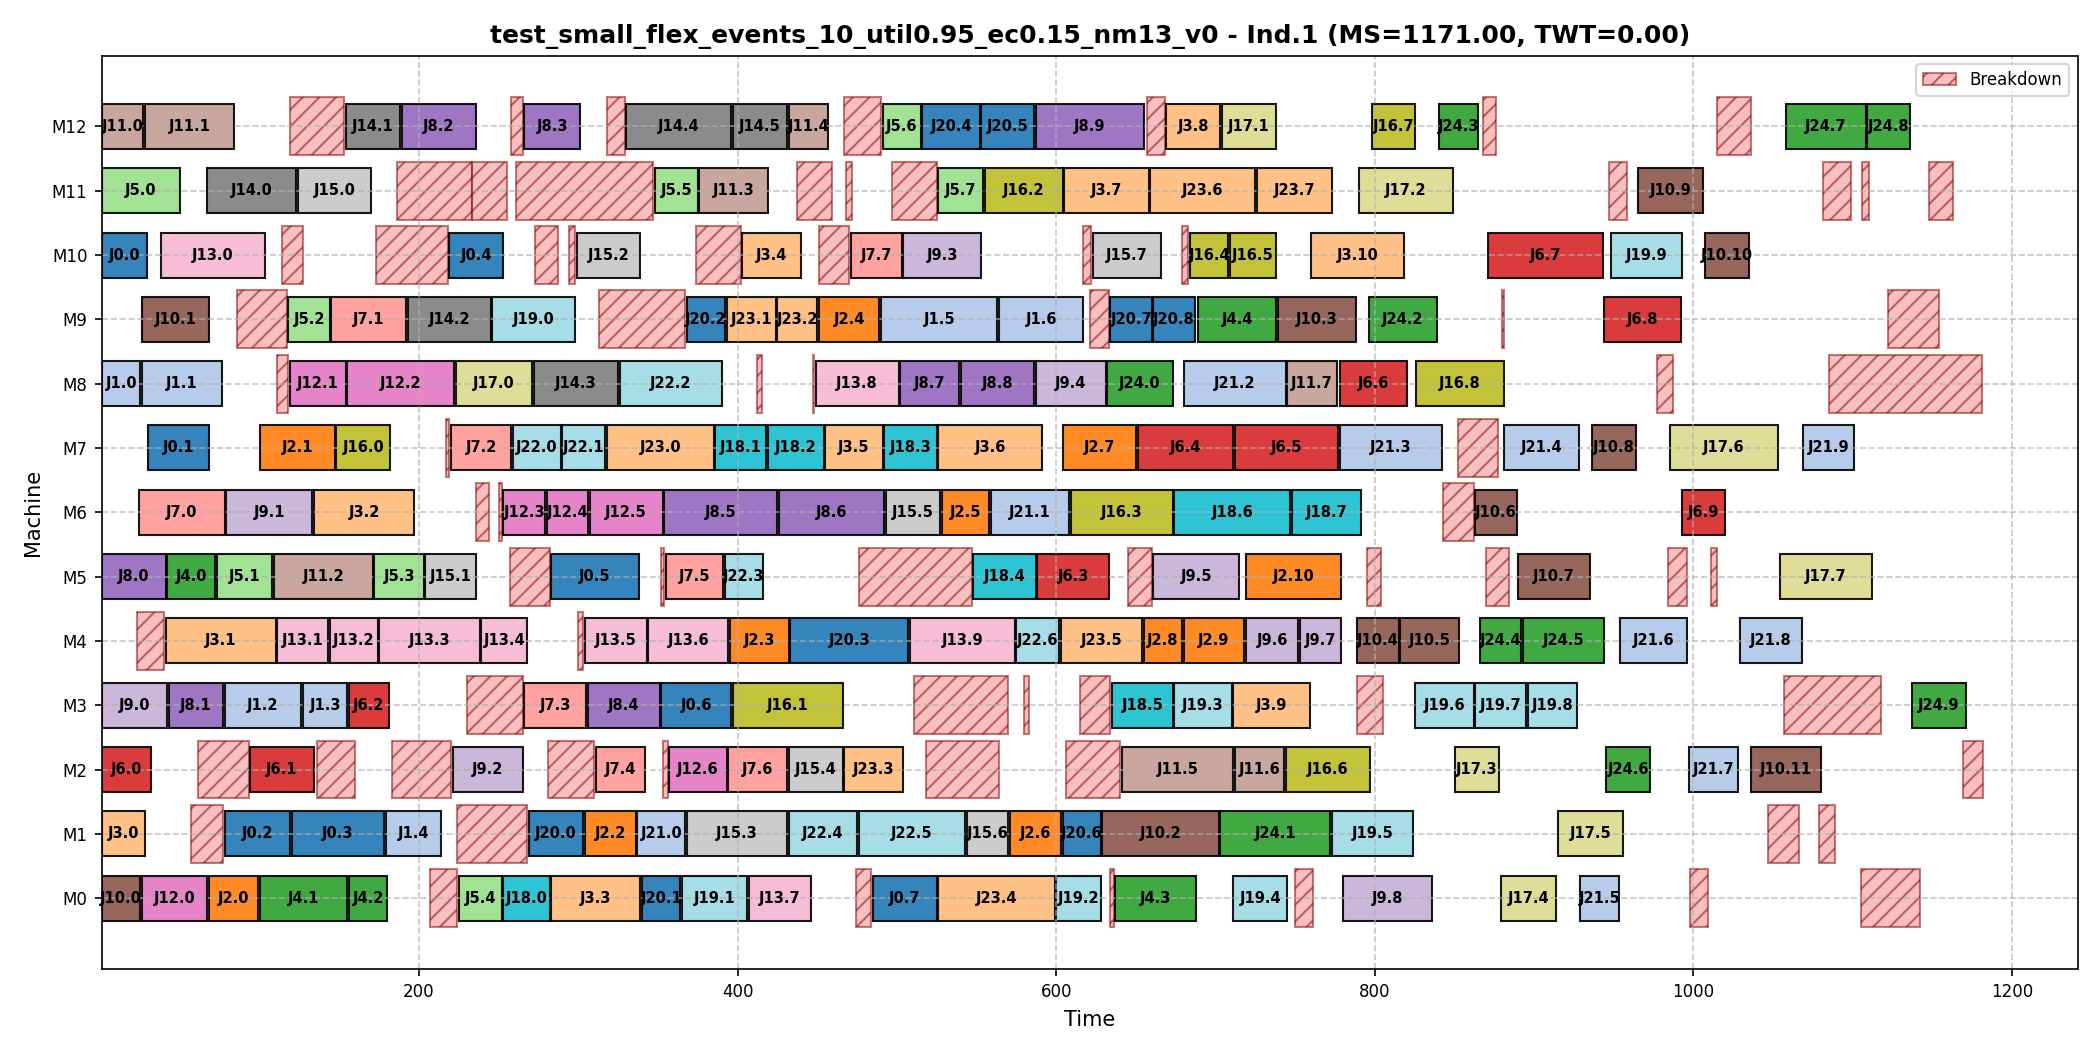 test_small_flex_events_10_util0.95_ec0.15_nm13_v0 - Ind.1 (MS=1171.00, TWT=0.00)
Breakdown
M12 J11.0 J11.1 J14.1 J8.2 J8.3 J14.4 J14.5 J11.4 J5.6 J20.4 J20.5 J8.9 J3.8 J17.1 J16.7 J24.3 J24.7 J24.8
M11 J5.0 J14.0 J15.0 J5.5 J11.3 J5.7 J16.2 J3.7 J23.6 J23.7 J17.2 J10.9
M10 J0.0 J13.0 J0.4 J15.2 J3.4 J7.7 J9.3 J15.7 J16.4 J16.5 J3.10 J6.7 J19.9 J10.10
M9 J10.1 J5.2 J7.1 J14.2 J19.0 J20.2 J23.1 J23.2 J2.4 J1.5 J1.6 J20.7 J20.8 J4.4 J10.3 J24.2 J6.8
M8 J1.0 J1.1 J12.1 J12.2 J17.0 J14.3 J22.2 J13.8 J8.7 J8.8 J9.4 J24.0 J21.2 J11.7 J6.6 J16.8
M7 J0.1 J2.1 J16.0 J7.2 J22.0 J22.1 J23.0 J18.1 J18.2 J3.5 J18.3 J3.6 J2.7 J6.4 J6.5 J21.3 J21.4 J10.8 J17.6 J21.9
M6 J7.0 J9.1 J3.2 J12.3 J12.4 J12.5 J8.5 J8.6 J15.5 J2.5 J21.1 J16.3 J18.6 J18.7 J10.6 J6.9
M5 J8.0 J4.0 J5.1 J11.2 J5.3 J15.1 J0.5 J7.5 J22.3 J18.4 J6.3 J9.5 J2.10 J10.7 J17.7
M4 J3.1 J13.1 J13.2 J13.3 J13.4 J13.5 J13.6 J2.3 J20.3 J13.9 J22.6 J23.5 J2.8 J2.9 J9.6 J9.7 J10.4 J10.5 J24.4 J24.5 J21.6 J21.8
M3 J9.0 J8.1 J1.2 J1.3 J6.2 J7.3 J8.4 J0.6 J16.1 J18.5 J19.3 J3.9 J19.6 J19.7 J19.8 J24.9
M2 J6.0 J6.1 J9.2 J7.4 J12.6 J7.6 J15.4 J23.3 J11.5 J11.6 J16.6 J17.3 J24.6 J21.7 J10.11
M1 J3.0 J0.2 J0.3 J1.4 J20.0 J2.2 J21.0 J15.3 J22.4 J22.5 J15.6 J2.6 J20.6 J10.2 J24.1 J19.5 J17.5
M0 J10.0 J12.0 J2.0 J4.1 J4.2 J5.4 J18.0 J3.3 J20.1 J19.1 J13.7 J0.7 J23.4 J19.2 J4.3 J19.4 J9.8 J17.4 J21.5
200 400 600 800 1000 1200
Time
Machine